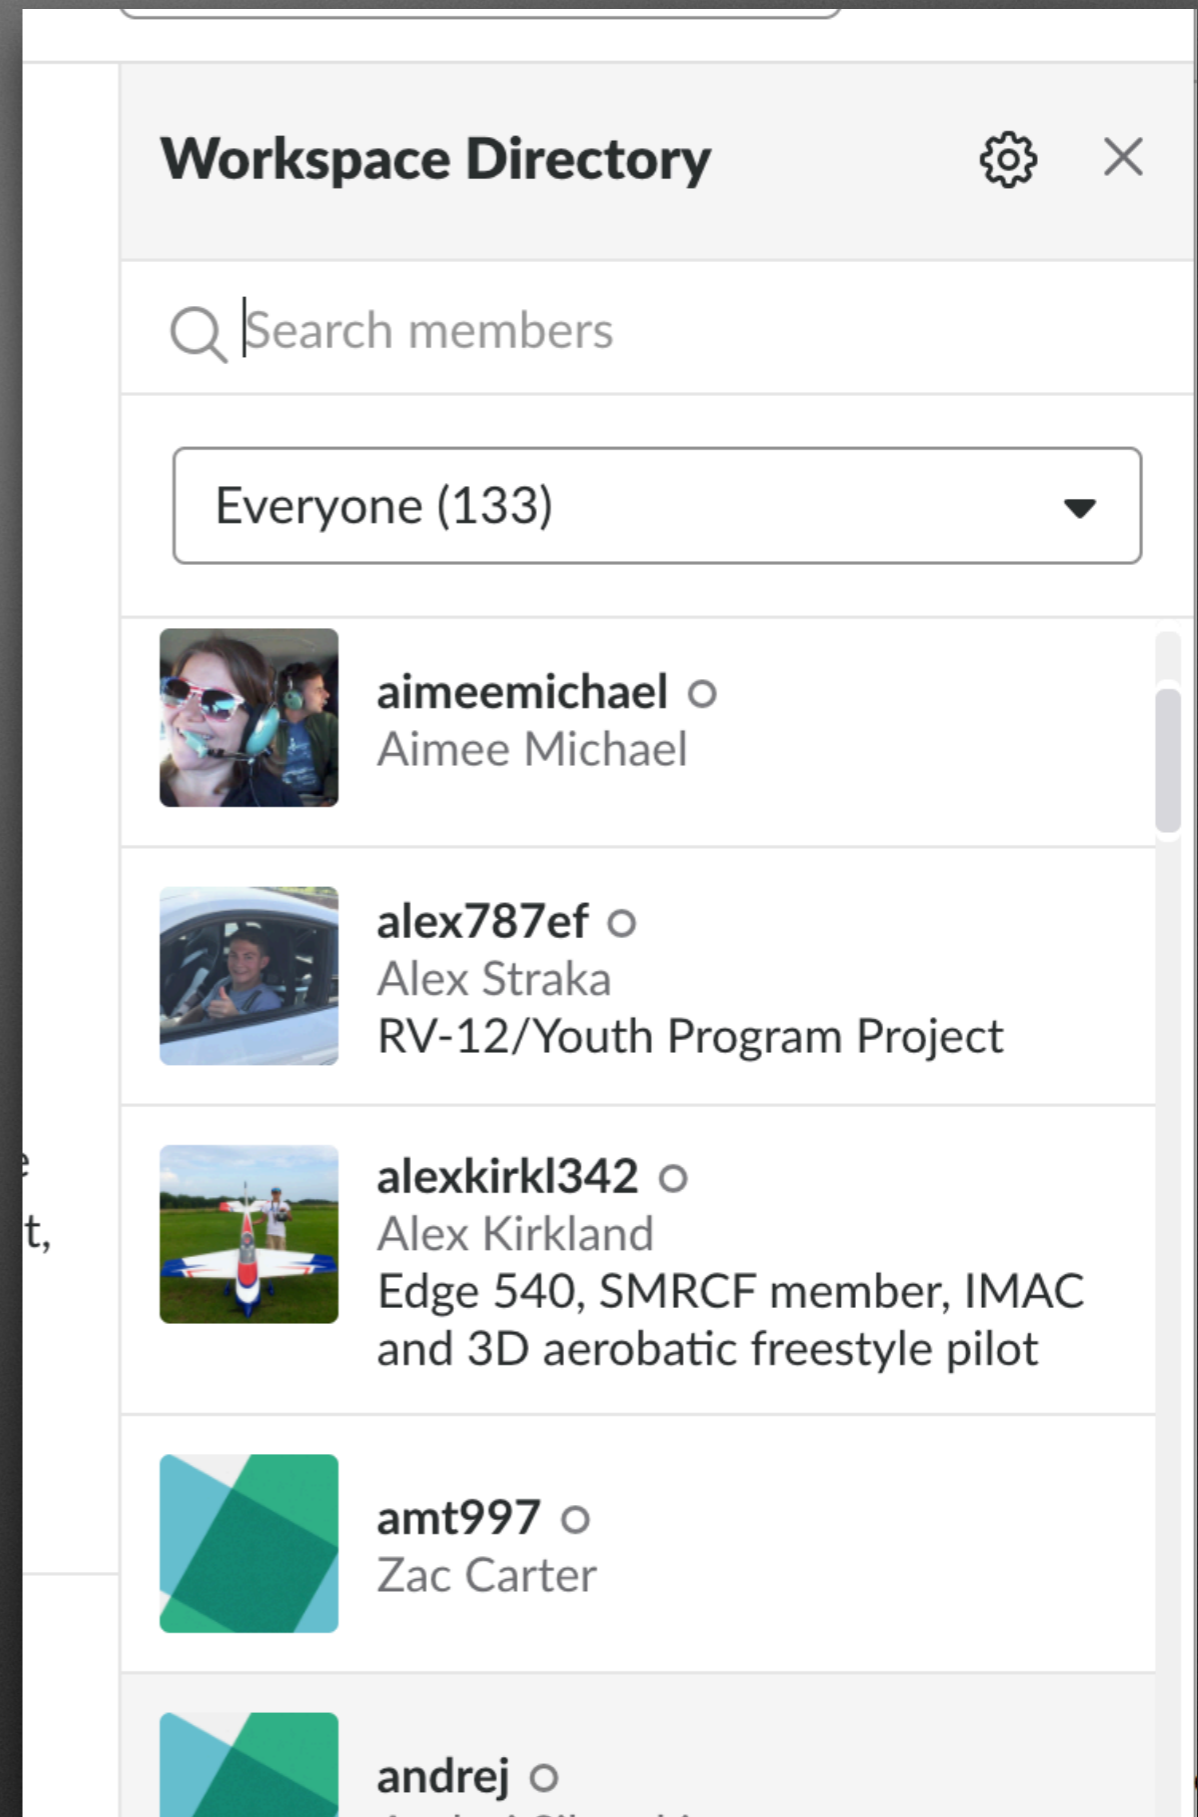 Workspace Directory
Search members
Everyone (133)
aimeemichael
Aimee Michael
alex787ef
Alex Straka
RV-12/Youth Program Project
alexkirkl342
Alex Kirkland
Edge 540, SMRCF member, IMAC
and 3D aerobatic freestyle pilot
t,
amt997
Zac Carter
andrej